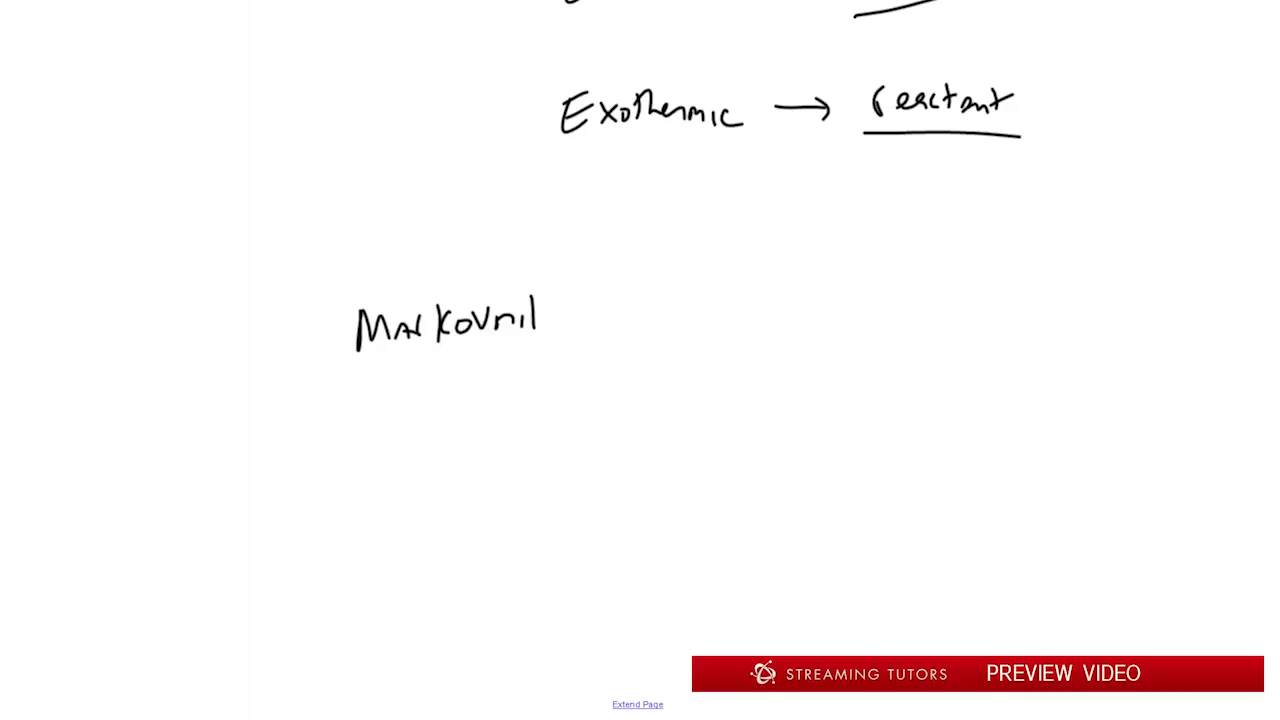 Exothermic → reactant
Markovnil
STREAMING TUTORS PREVIEW VIDEO
Extend Page